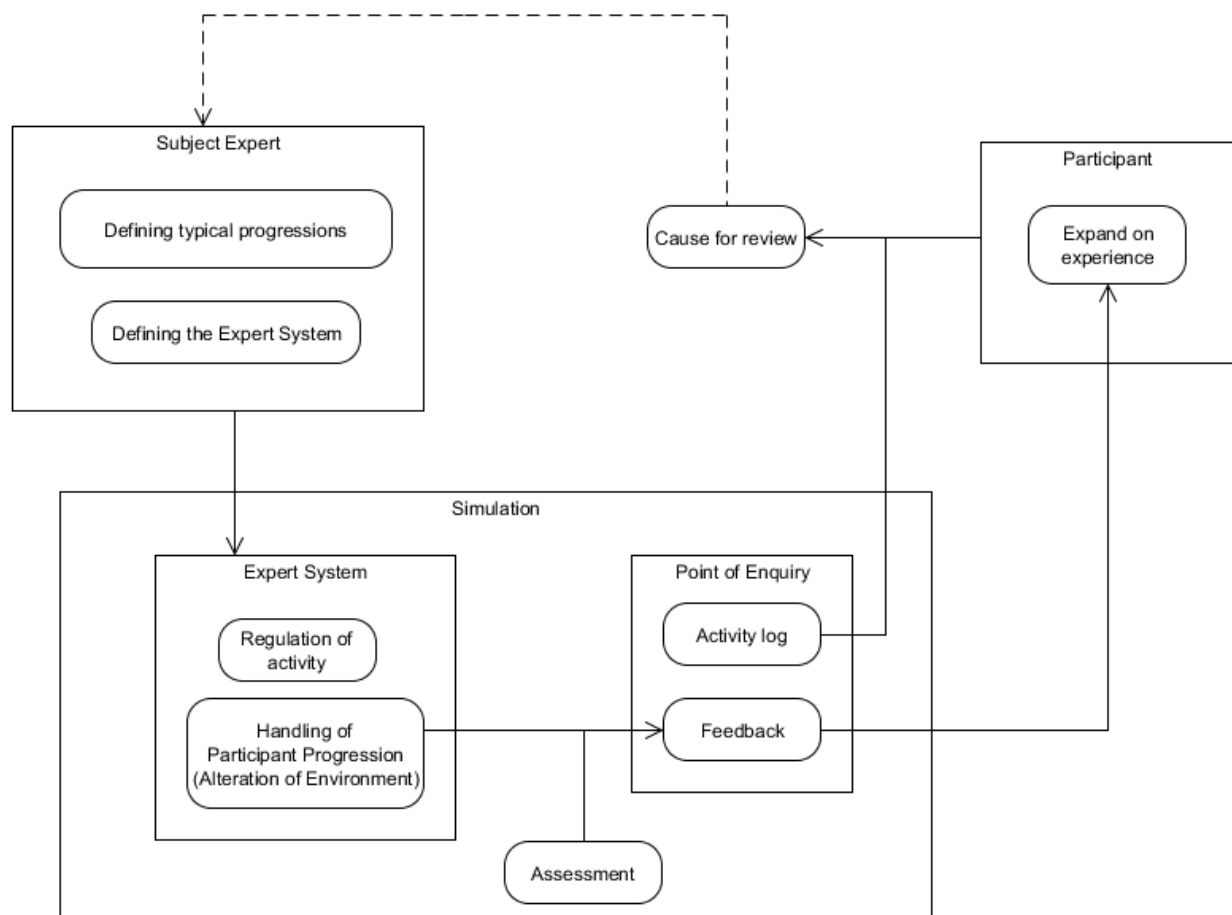 Subject Expert
Defining typical progressions
Defining the Expert System
Cause for review
Participant
Expand on
experience
Simulation
Expert System
Regulation of
activity
Handling of
Participant Progression
(Alteration of Environment)
Point of Enquiry
Activity log
Feedback
Assessment